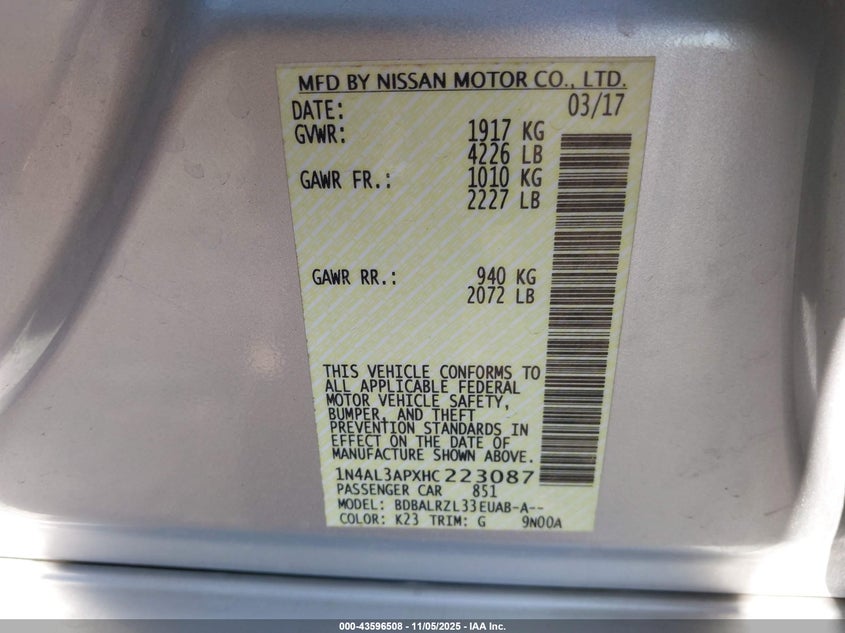 MFD BY NISSAN MOTOR CO., LTD.
DATE: 03/17
GVWR: 1917 KG
4226 LB
GAWR FR.: 1010 KG
2227 LB
GAWR RR.: 940 KG
2072 LB
THIS VEHICLE CONFORMS TO
ALL APPLICABLE FEDERAL
MOTOR VEHICLE SAFETY,
BUMPER, AND THEFT
PREVENTION STANDARDS IN
EFFECT ON THE DATE OF
MANUFACTURE SHOWN ABOVE.
1N4AL3APXHC223087
PASSENGER CAR 851
MODEL: BDBALRZL33EUAB-A--
COLOR: K23 TRIM: G 9N00A
000-43596508 - 11/05/2025 - IAA Inc.